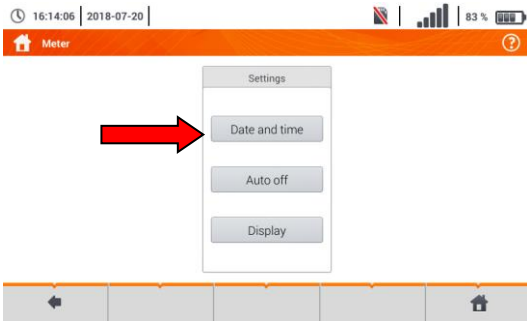 16:14:06 2018-07-20 83 %
Meter ?
Settings
Date and time
Auto off
Display